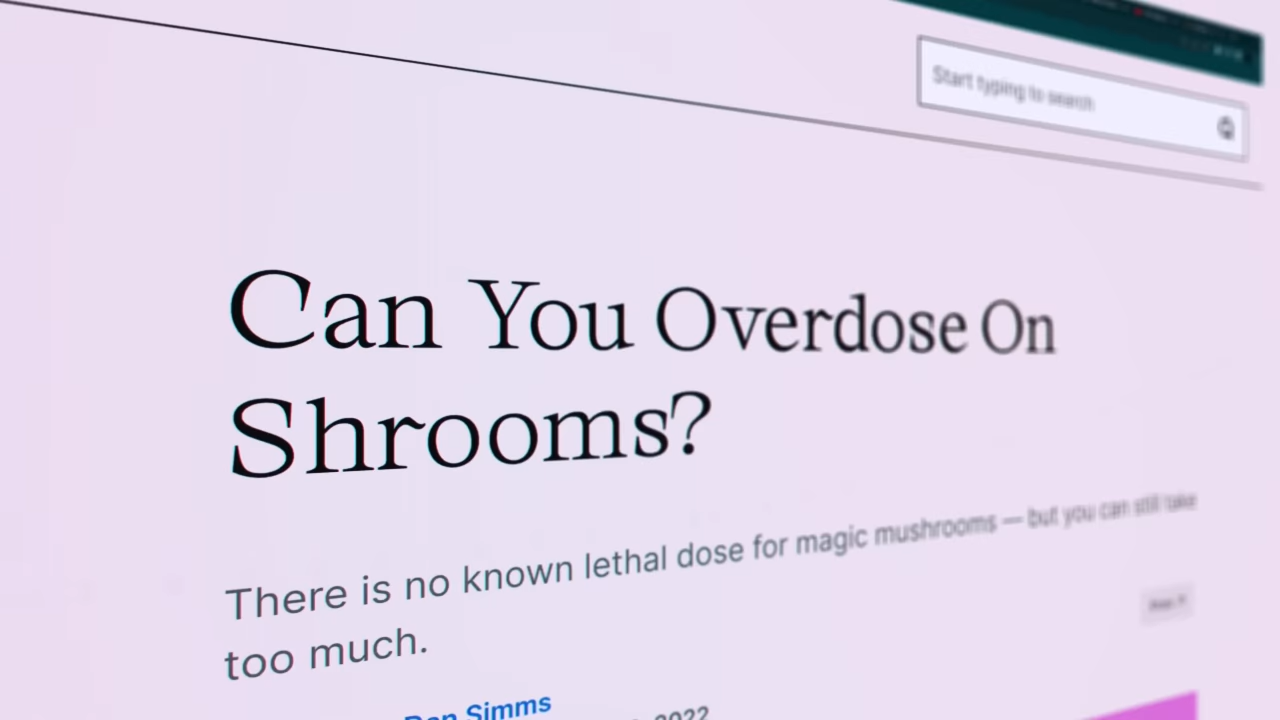 Start typing to search
Can You Overdose On
Shrooms?
There is no known lethal dose for magic mushrooms — but you can still take
too much.
Simms
2022